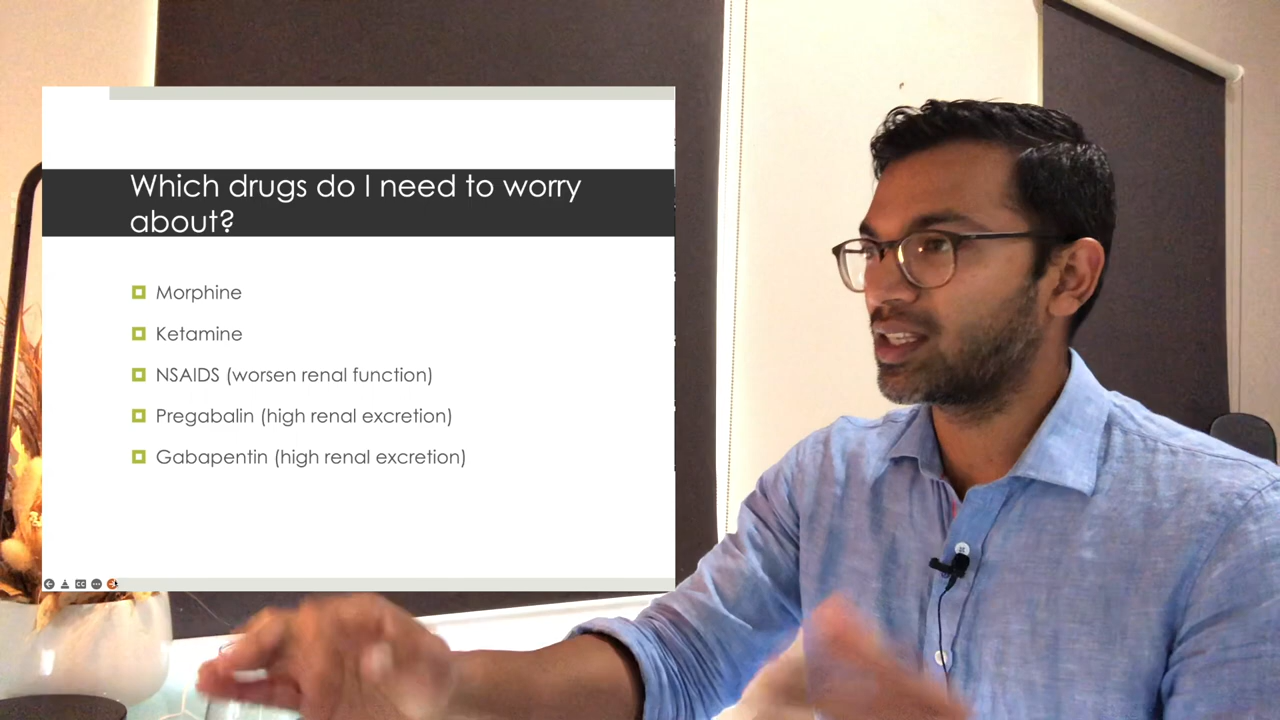 Which drugs do I need to worry
about?
Morphine
Ketamine
NSAIDS (worsen renal function)
Pregabalin (high renal excretion)
Gabapentin (high renal excretion)